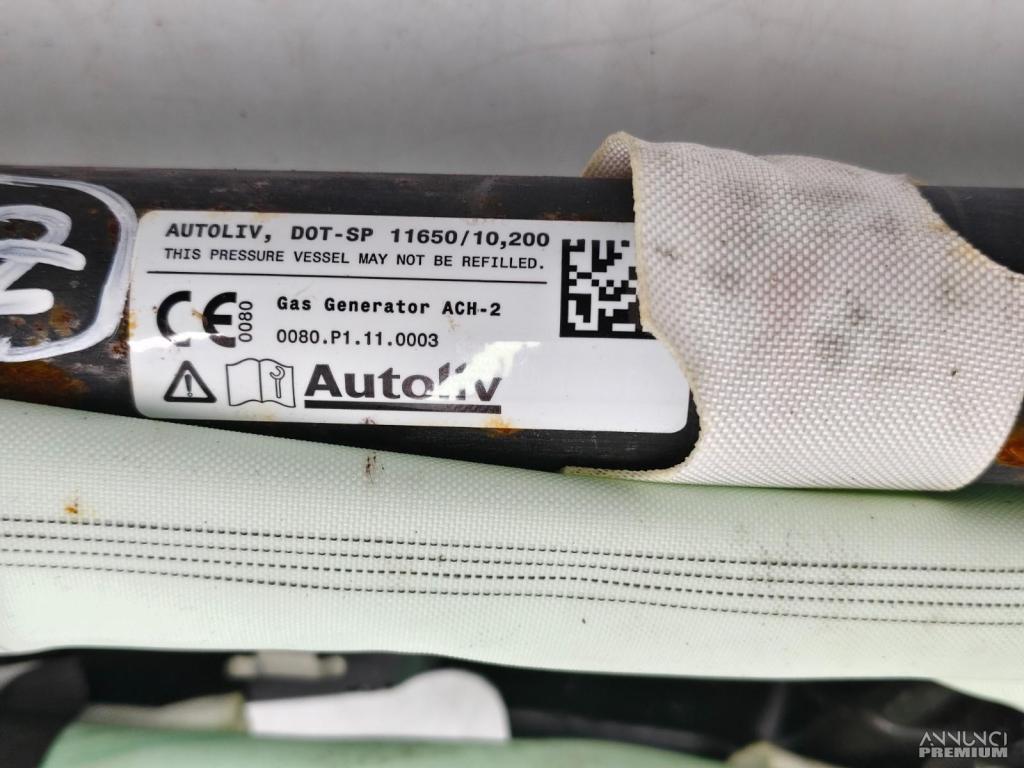 AUTOLIV, DOT-SP 11650/10,200
THIS PRESSURE VESSEL MAY NOT BE REFILLED.
CE 0080
Gas Generator ACH-2
0080.P1.11.0003
Autoliv
ANNUNCI
PREMIUM